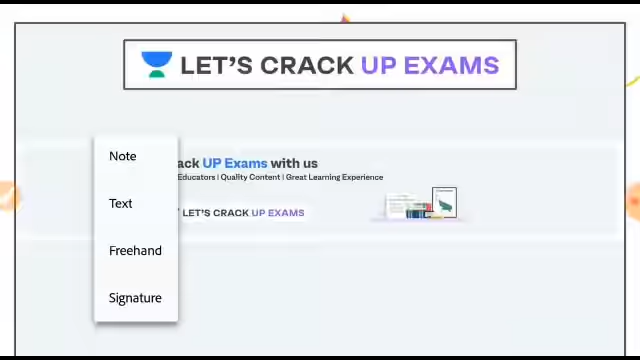 LET'S CRACK UP EXAMS
Note
ack UP Exams with us
Educators | Quality Content | Great Learning Experience
Text
LET'S CRACK UP EXAMS
Freehand
Signature